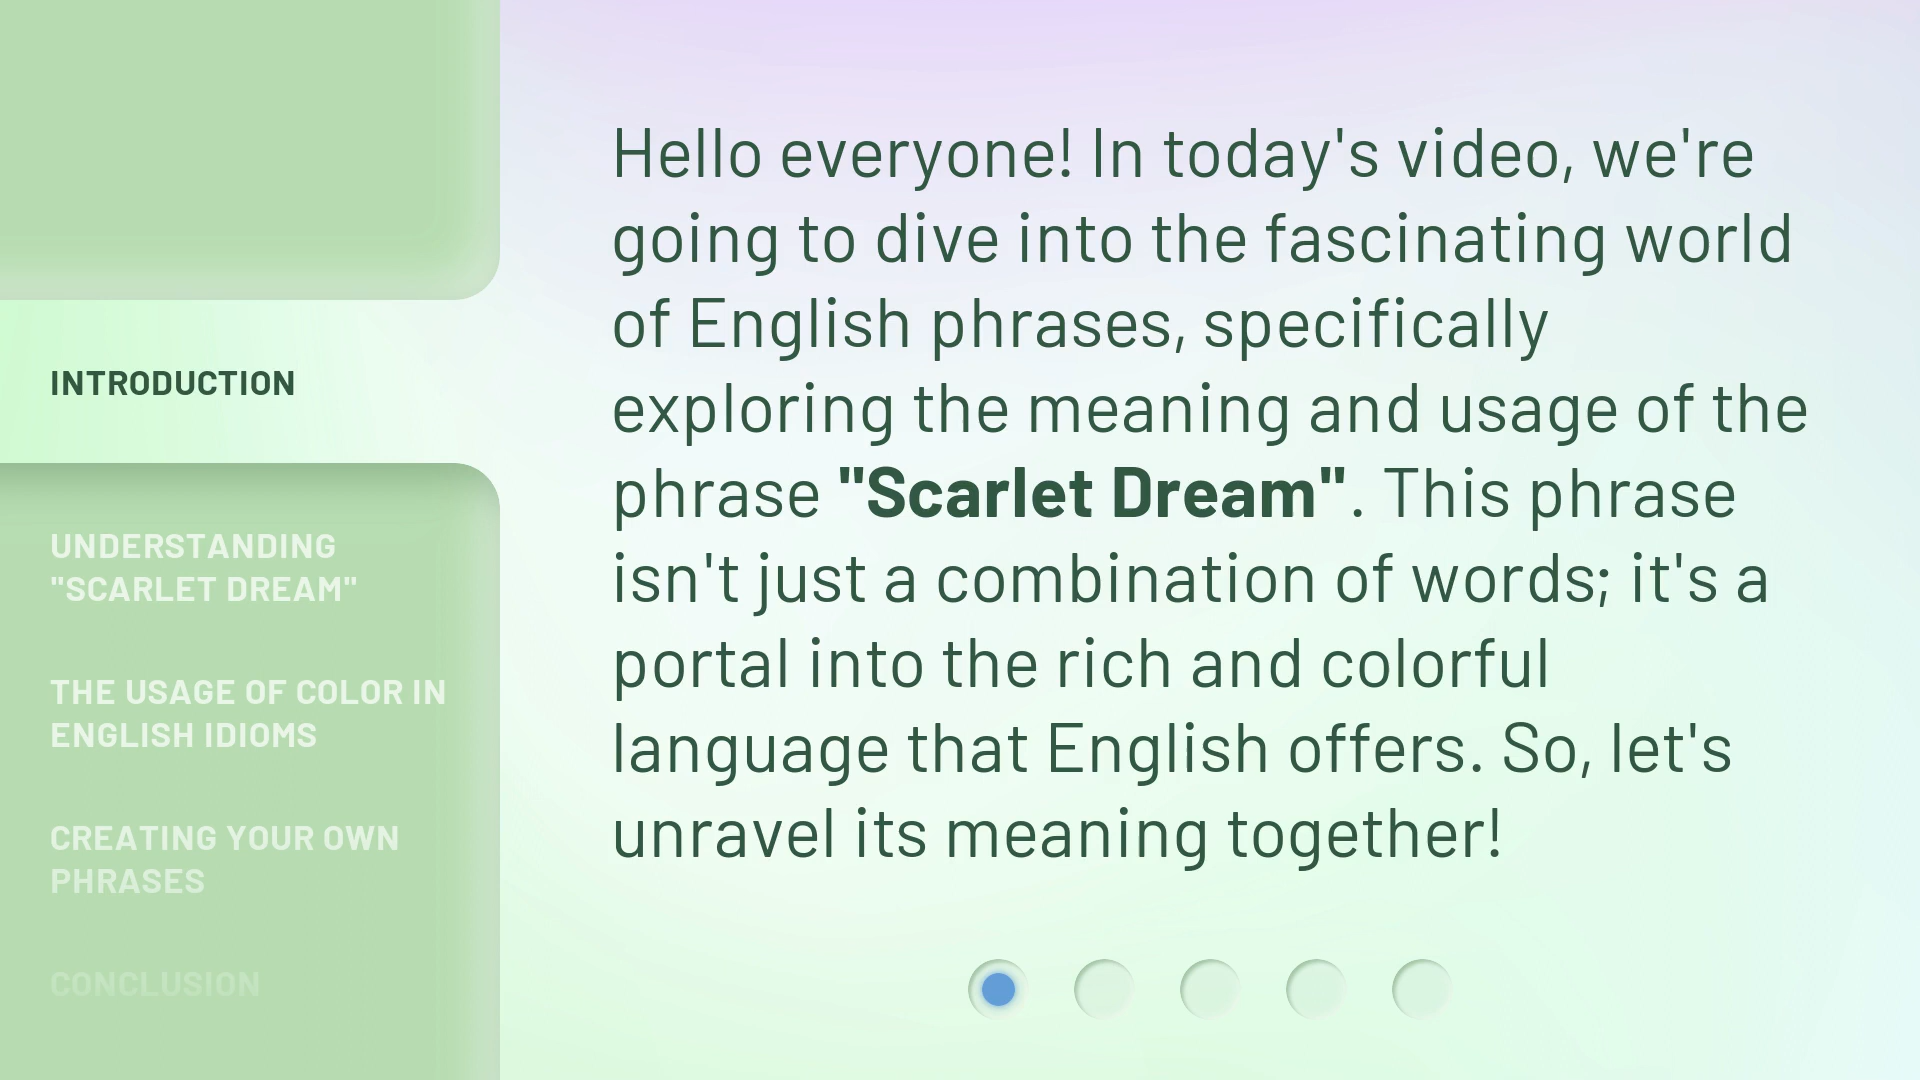 INTRODUCTION
UNDERSTANDING
"SCARLET DREAM"
THE USAGE OF COLOR IN
ENGLISH IDIOMS
CREATING YOUR OWN
PHRASES
CONCLUSION
Hello everyone! In today's video, we're
going to dive into the fascinating world
of English phrases, specifically
exploring the meaning and usage of the
phrase "Scarlet Dream". This phrase
isn't just a combination of words; it's a
portal into the rich and colorful
language that English offers. So, let's
unravel its meaning together!